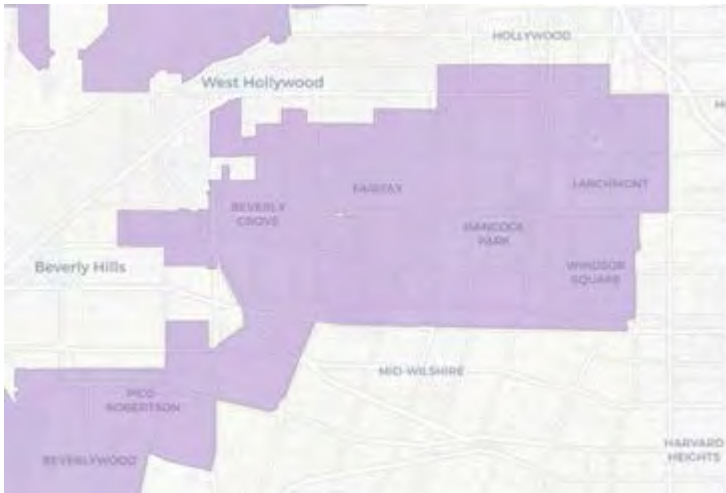 HOLLYWOOD
West Hollywood
FAIRFAX
LARCHMONT
BEVERLY
GROVE
HANCOCK
PARK
Beverly Hills
WINDSOR
SQUARE
MID-WILSHIRE
PICO-
ROBERTSON
HARVARD
HEIGHTS
BEVERLYWOOD